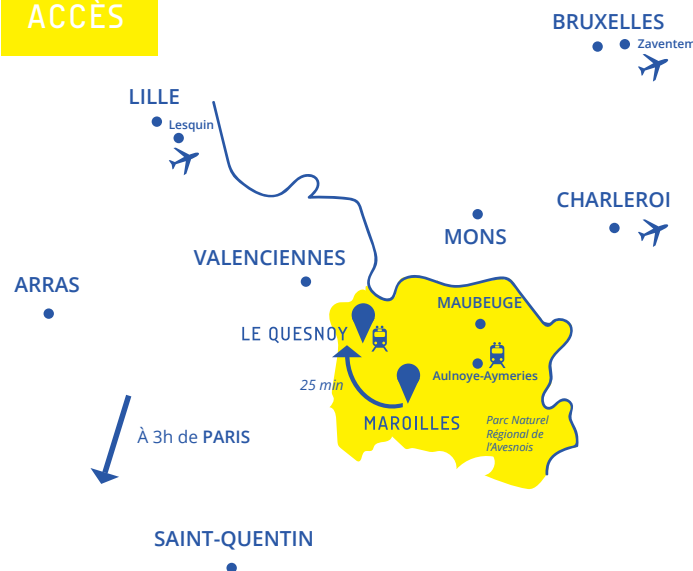 ACCÈS
BRUXELLES
Zaventem
LILLE
Lesquin
CHARLEROI
MONS
VALENCIENNES
ARRAS
MAUBEUGE
LE QUESNOY
Aulnoye-Aymeries
25 min
MAROILLES
Parc Naturel
Régional de
l'Avesnois
À 3h de PARIS
SAINT-QUENTIN